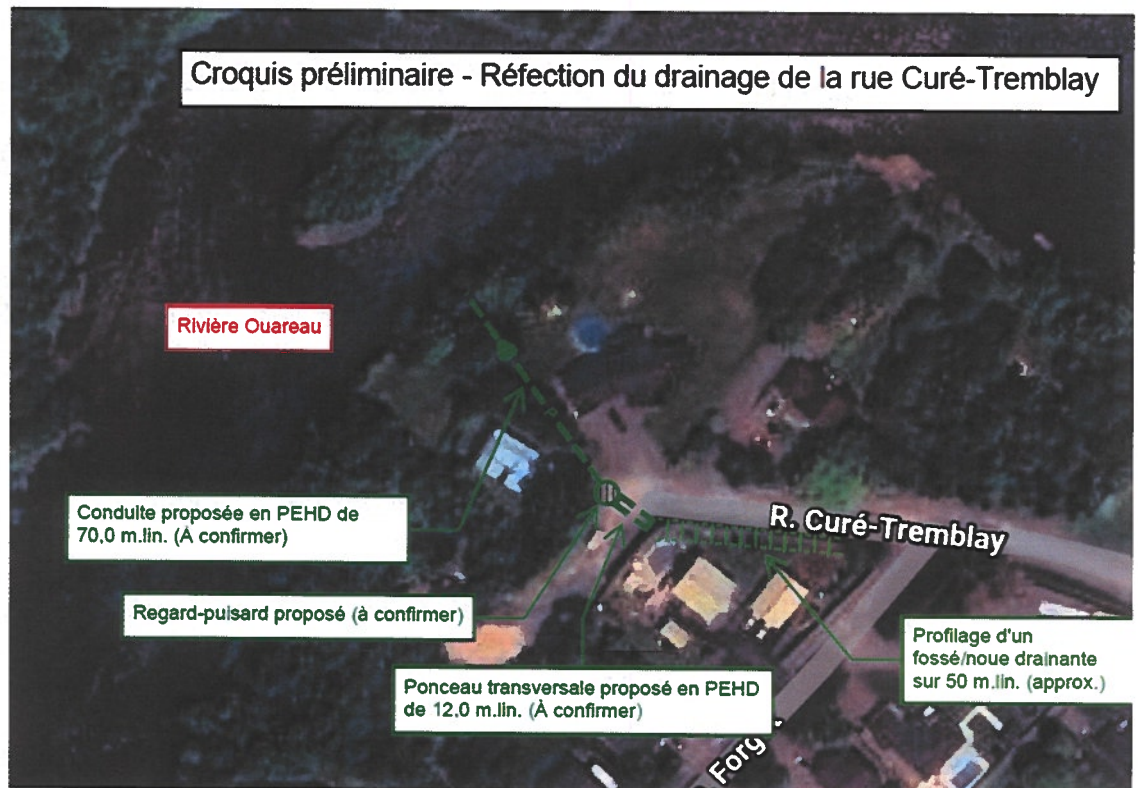 Croquis préliminaire - Réfection du drainage de la rue Curé-Tremblay
Rivière Ouareau
P
Conduite proposée en PEHD de
70,0 m.lin. (À confirmer)
R. Curé-Tremblay
Regard-puisard proposé (à confirmer)
Profilage d'un
fossé/noue drainante
sur 50 m.lin. (approx.)
Ponceau transversale proposé en PEHD
de 12.0 m.lin. (À confirmer)